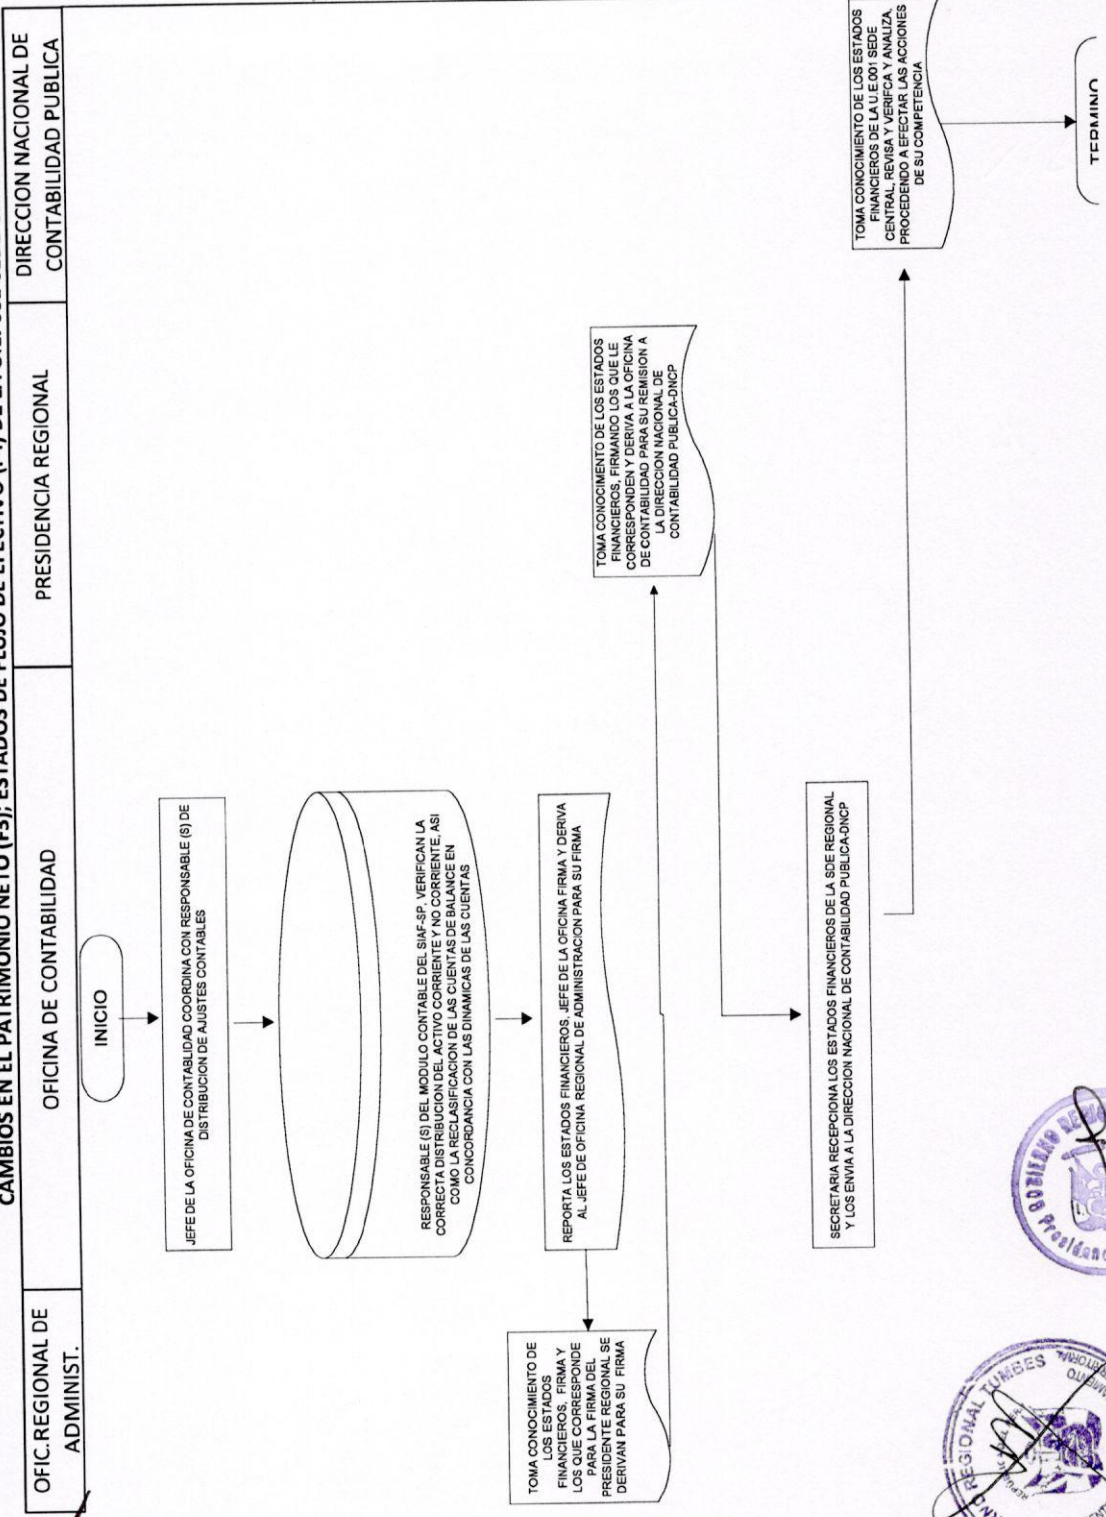 CAMBIOS EN EL PATRIMONIO NETO (F3); ESTADOS DE FLUJO DE EFECTIVO
OFIC.REGIONAL DE
ADMINIST.
OFICINA DE CONTABILIDAD
PRESIDENCIA REGIONAL
DIRECCION NACIONAL DE
CONTABILIDAD PUBLICA
INICIO
JEFE DE LA OFICINA DE CONTABLIDAD COORDINA CON RESPONSABLE (S) DE
DISTRIBUCION DE AJUSTES CONTABLES
RESPONSABLE (S) DEL MODULO CONTABLE DEL SIAF-SP, VERIFICAN LA
CORRECTA DISTRIBUCION DEL ACTIVO CORRIENTE Y NO CORRIENTE, ASI
COMO LA RECLASIFICACION DE LAS CUENTAS DE BALANCE EN
CONCORDANCIA CON LAS DINAMICAS DE LAS CUENTAS
REPORTA LOS ESTADOS FINANCIEROS, JEFE DE LA OFICINA FIRMA Y DERIVA
AL JEFE DE OFICINA REGIONAL DE ADMINISTRACION PARA SU FIRMA
TOMA CONOCIMIENTO DE
LOS ESTADOS
FINANCIEROS, FIRMA Y
LOS QUE CORRESPONDE
PARA LA FIRMA DEL
PRESIDENTE REGIONAL SE
DERIVAN PARA SU FIRMA
TOMA CONOCIMIENTO DE LOS ESTADOS
FINANCIEROS, FIRMANDO LOS QUE LE
CORRESPONDEN Y DERIVA A LA OFICINA
DE CONTABILIDAD PARA SU REMISION A
LA DIRECCION NACIONAL DE
CONTABILIDAD PUBLICA-DNCP
SECRETARIA RECEPCIONA LOS ESTADOS FINANCIEROS DE LA SDE REGIONAL
Y LOS ENVIA A LA DIRECCION NACIONAL DE CONTABILIDAD PUBLICA-DNCP
TOMA CONOCIMIENTO DE LOS ESTADOS
FINANCIEROS DE LA U.E.001 SEDE
CENTRAL, REVISA Y VERIFCA Y ANALIZA,
PROCEDENDO A EFECTAR LAS ACCIONES
DE SU COMPETENCIA
TERMINO
REGIONAL TUMBES
GOBIERNO